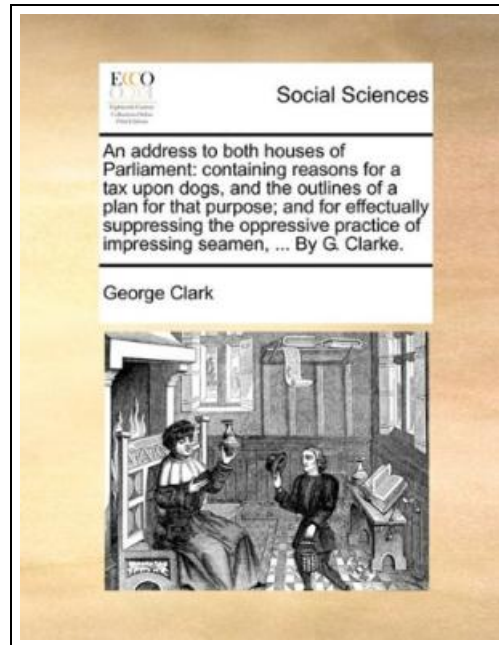 ECCO
Social Sciences
An address to both houses of
Parliament: containing reasons for a
tax upon dogs, and the outlines of a
plan for that purpose; and for effectually
suppressing the oppressive practice of
impressing seamen, ... By G. Clarke.
George Clark